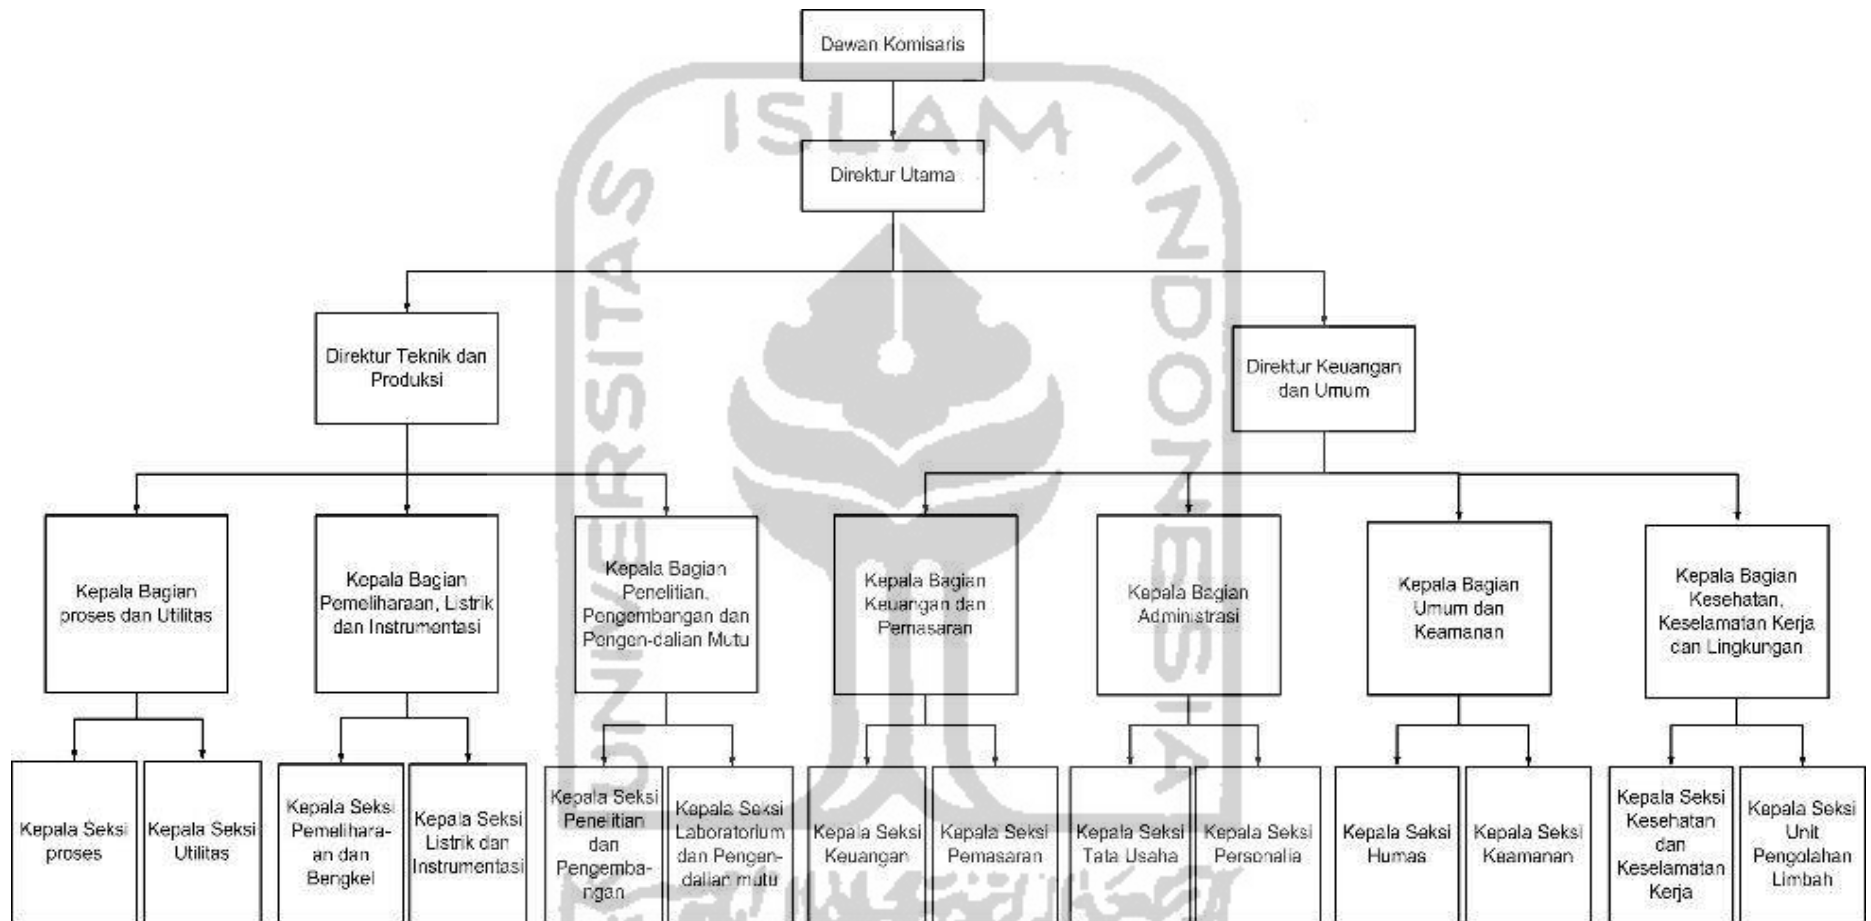 Dewan Komisaris
ISLAM
UNIVERSITAS
INDONESIA
Direktur Utama
Direktur Teknik dan
Produksi
Direktur Keuangan
dan Umum
Kepala Bagian
proses dan Utilitas
Kepala Bagian
Pemeliharaan, Listrik
dan Instrumentasi
Kepala Bagian
Penelitian,
Pengembangan dan
Pengen-dalian Mutu
Kepala Bagian
Keuangan dan
Pemasaran
Kepala Bagian
Administrasi
Kepala Bagian
Umum dan
Keamanan
Kepala Bagian
Kesehatan,
Keselamatan Kerja
dan Lingkungan
Kepala Seksi
proses
Kepala Seksi
Utilitas
Kepala Seksi
Pemelihara-
an dan
Bengkel
Kepala Seksi
Listrik dan
Instrumentasi
Kepala Seksi
Penelitian
dan
Pengemba-
ngan
Kepala Seksi
Laboratorium
dan Pengen-
dalian mutu
Kepala Seksi
Keuangan
Kepala Seksi
Pemasaran
Kepala Seksi
Tata Usaha
Kepala Seksi
Personalia
Kepala Seksi
Humas
Kepala Seksi
Keamanan
Kepala Seksi
Kesehatan
dan
Keselamatan
Kerja
Kepala Seksi
Unit
Pengolahan
Limbah